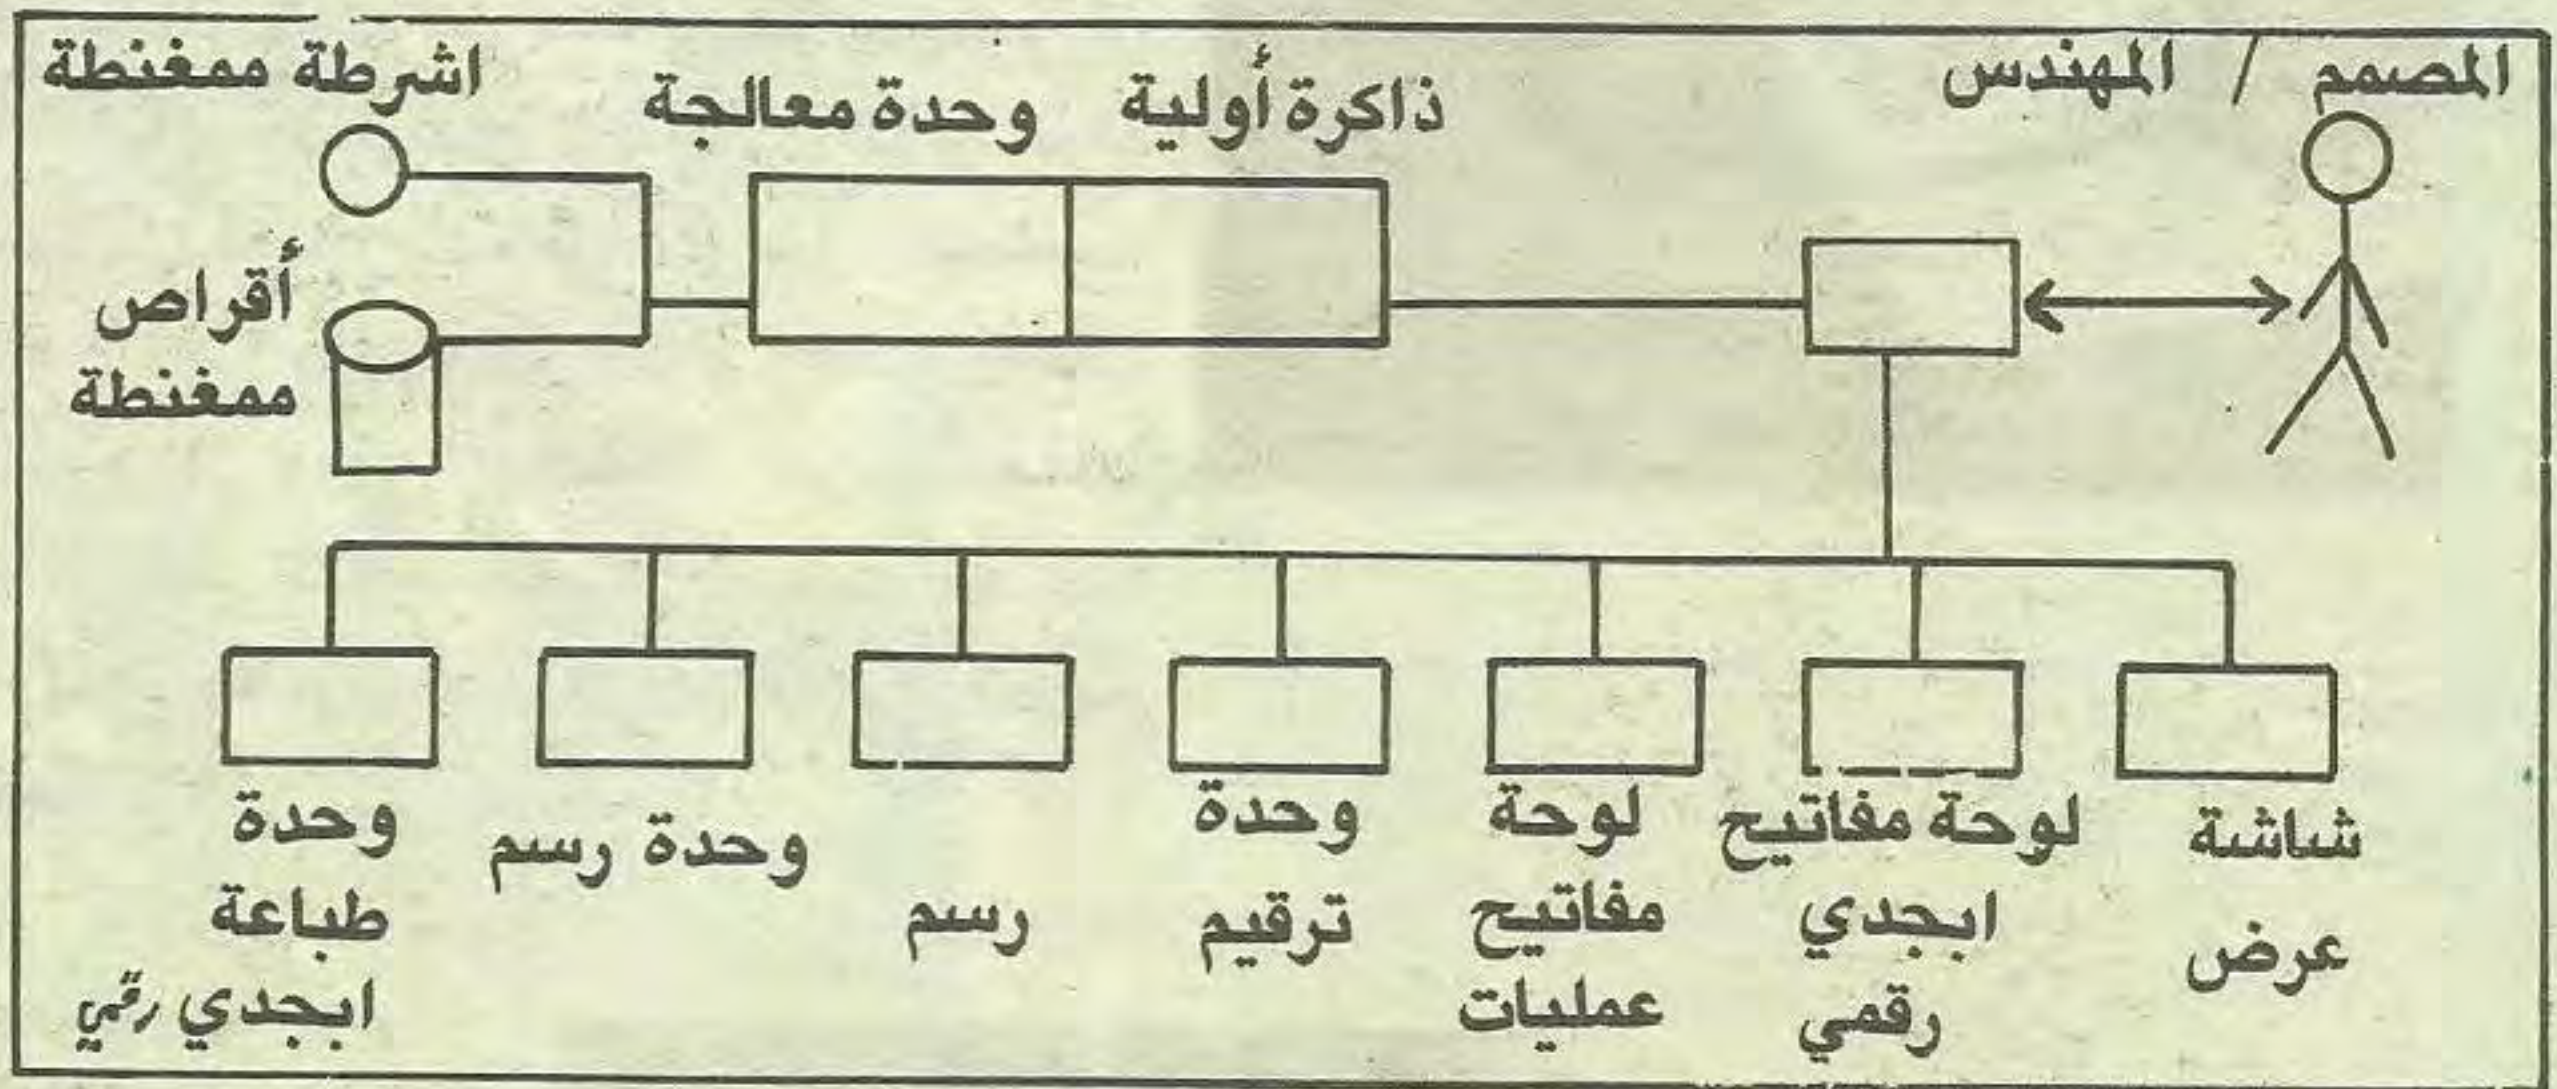 المصمم / المهندس
ذاكرة أولية
وحدة معالجة
اشرطة ممغنطة
أقراص
ممغنطة
شاشة
عرض
لوحة مفاتيح
ابجدي
رقمي
لوحة
مفاتيح
عمليات
وحدة
ترقيم
رسم
وحدة رسم
وحدة
طباعة
ابجدي رقمي